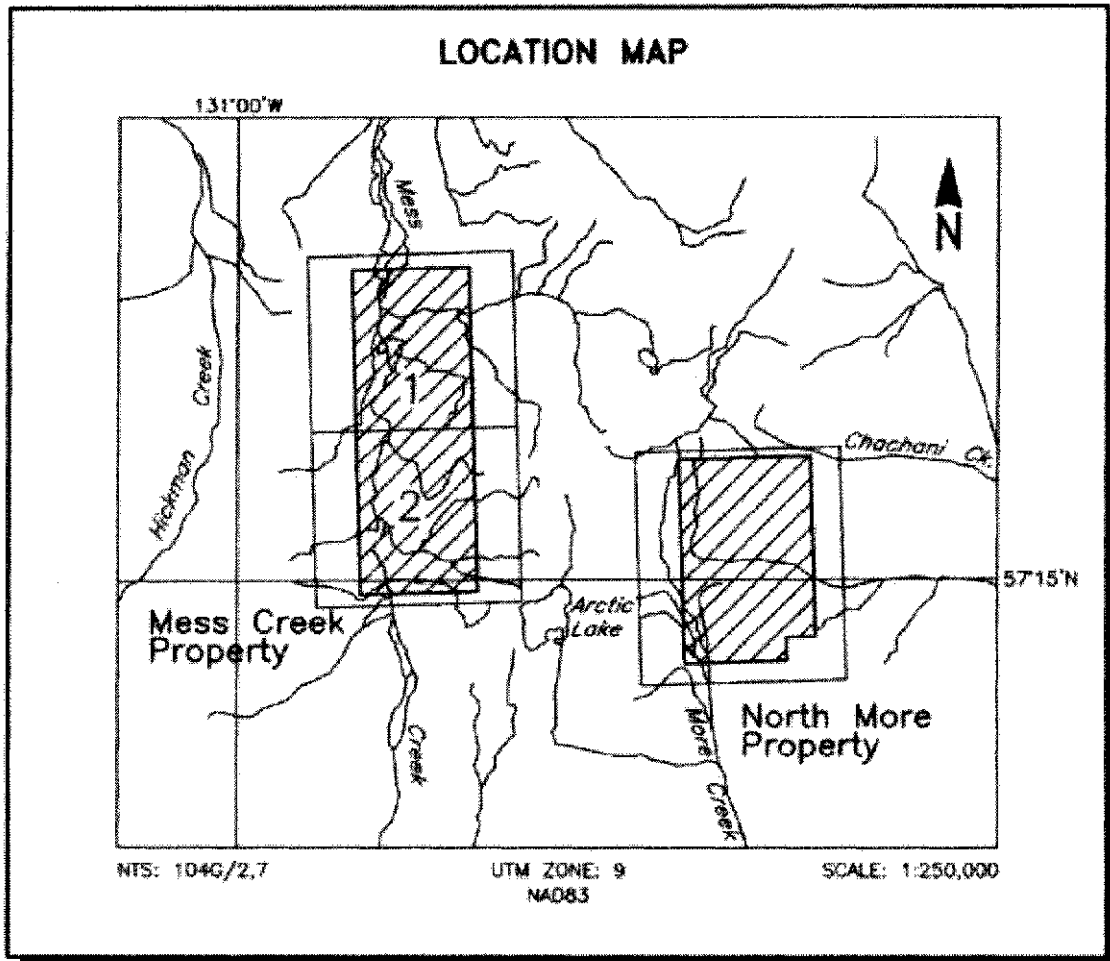 LOCATION MAP
131°00'W
Mess
N
Hickman Creek
1
Chachani Ck.
2
57°15'N
Arctic
Lake
Mess Creek
Property
North More
Property
More Creek
Creek
NTS: 104G/2,7
UTM ZONE: 9
SCALE: 1:250,000
NAD83